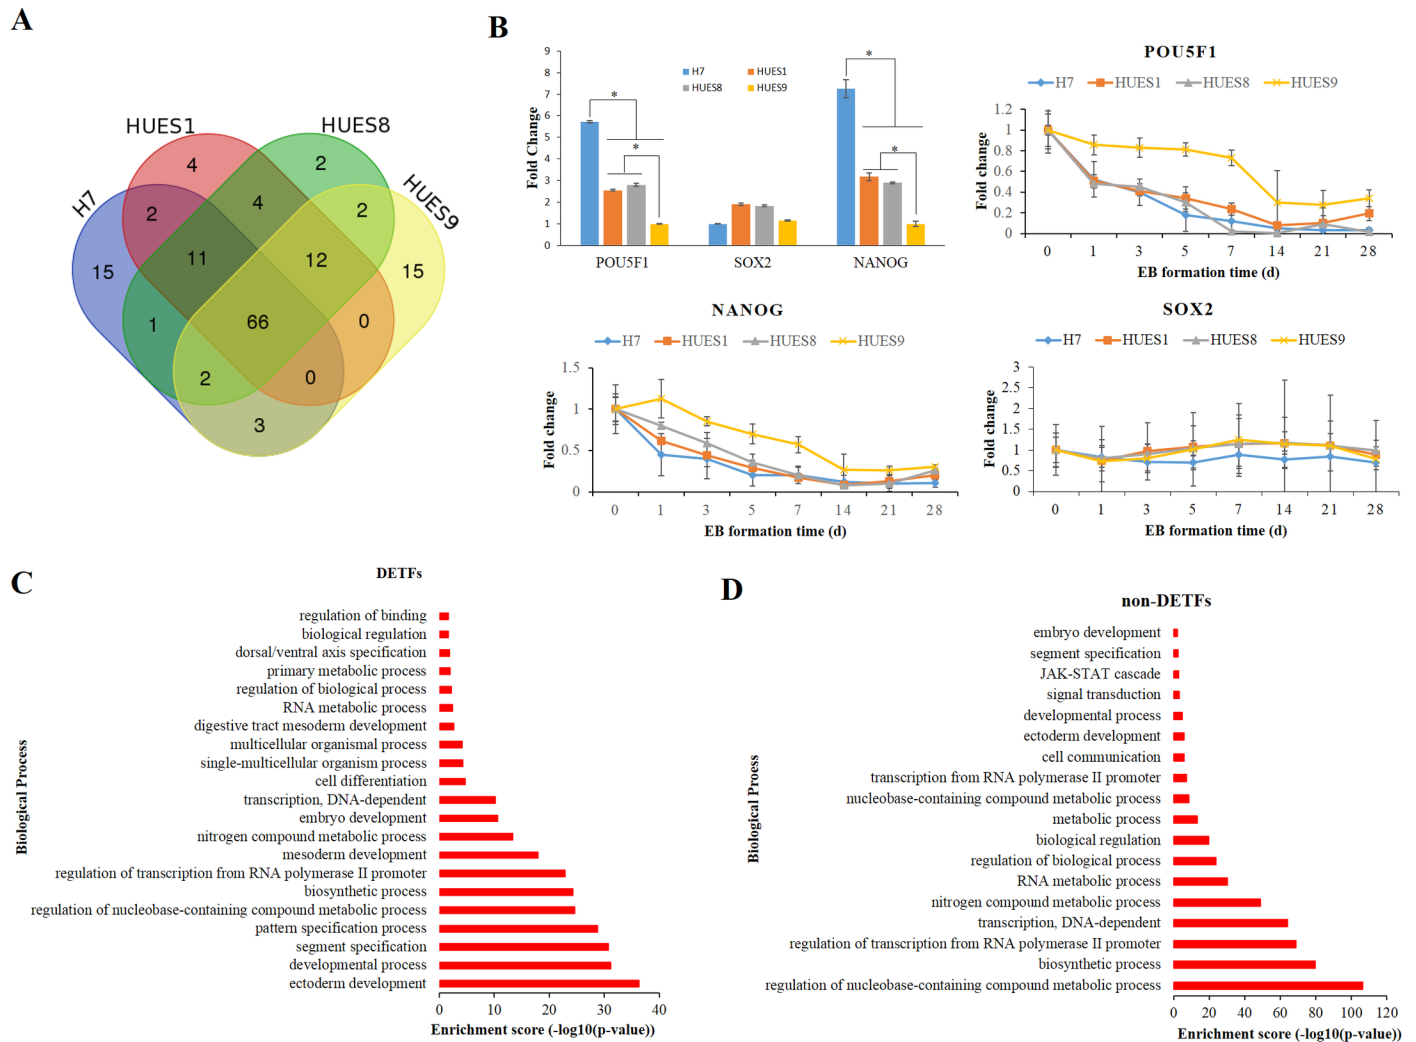 A
HUES1
HUES8
H7
HUES9
4
2
2
4
2
15
11
12
15
1
66
0
2
0
3
B
H7
HUES1
HUES8
HUES9
Fold Change
9
8
7
6
5
4
3
2
1
0
*
*
*
*
POU5F1
SOX2
NANOG
POU5F1
H7
HUES1
HUES8
HUES9
Fold change
1.2
1
0.8
0.6
0.4
0.2
0
0 1 3 5 7 14 21 28
EB formation time (d)
NANOG
H7
HUES1
HUES8
HUES9
Fold change
1.5
1
0.5
0
0 1 3 5 7 14 21 28
EB formation time (d)
SOX2
H7
HUES1
HUES8
HUES9
Fold change
3
2.5
2
1.5
1
0.5
0
0 1 3 5 7 14 21 28
EB formation time (d)
C
DETFs
Biological Process
regulation of binding
biological regulation
dorsal/ventral axis specification
primary metabolic process
regulation of biological process
RNA metabolic process
digestive tract mesoderm development
multicellular organismal process
single-multicellular organism process
cell differentiation
transcription, DNA-dependent
embryo development
nitrogen compound metabolic process
mesoderm development
regulation of transcription from RNA polymerase II promoter
biosynthetic process
regulation of nucleobase-containing compound metabolic process
pattern specification process
segment specification
developmental process
ectoderm development
0 10 20 30 40
Enrichment score (-log10(p-value))
D
non-DETFs
Biological Proess
embryo development
segment specification
JAK-STAT cascade
signal transduction
developmental process
ectoderm development
cell communication
transcription from RNA polymerase II promoter
nucleobase-containing compound metabolic process
metabolic process
biological regulation
regulation of biological process
RNA metabolic process
nitrogen compound metabolic process
transcription, DNA-dependent
regulation of transcription from RNA polymerase II promoter
biosynthetic process
regulation of nucleobase-containing compound metabolic process
0 20 40 60 80 100 120
Enrichment score (-log10(p-value))